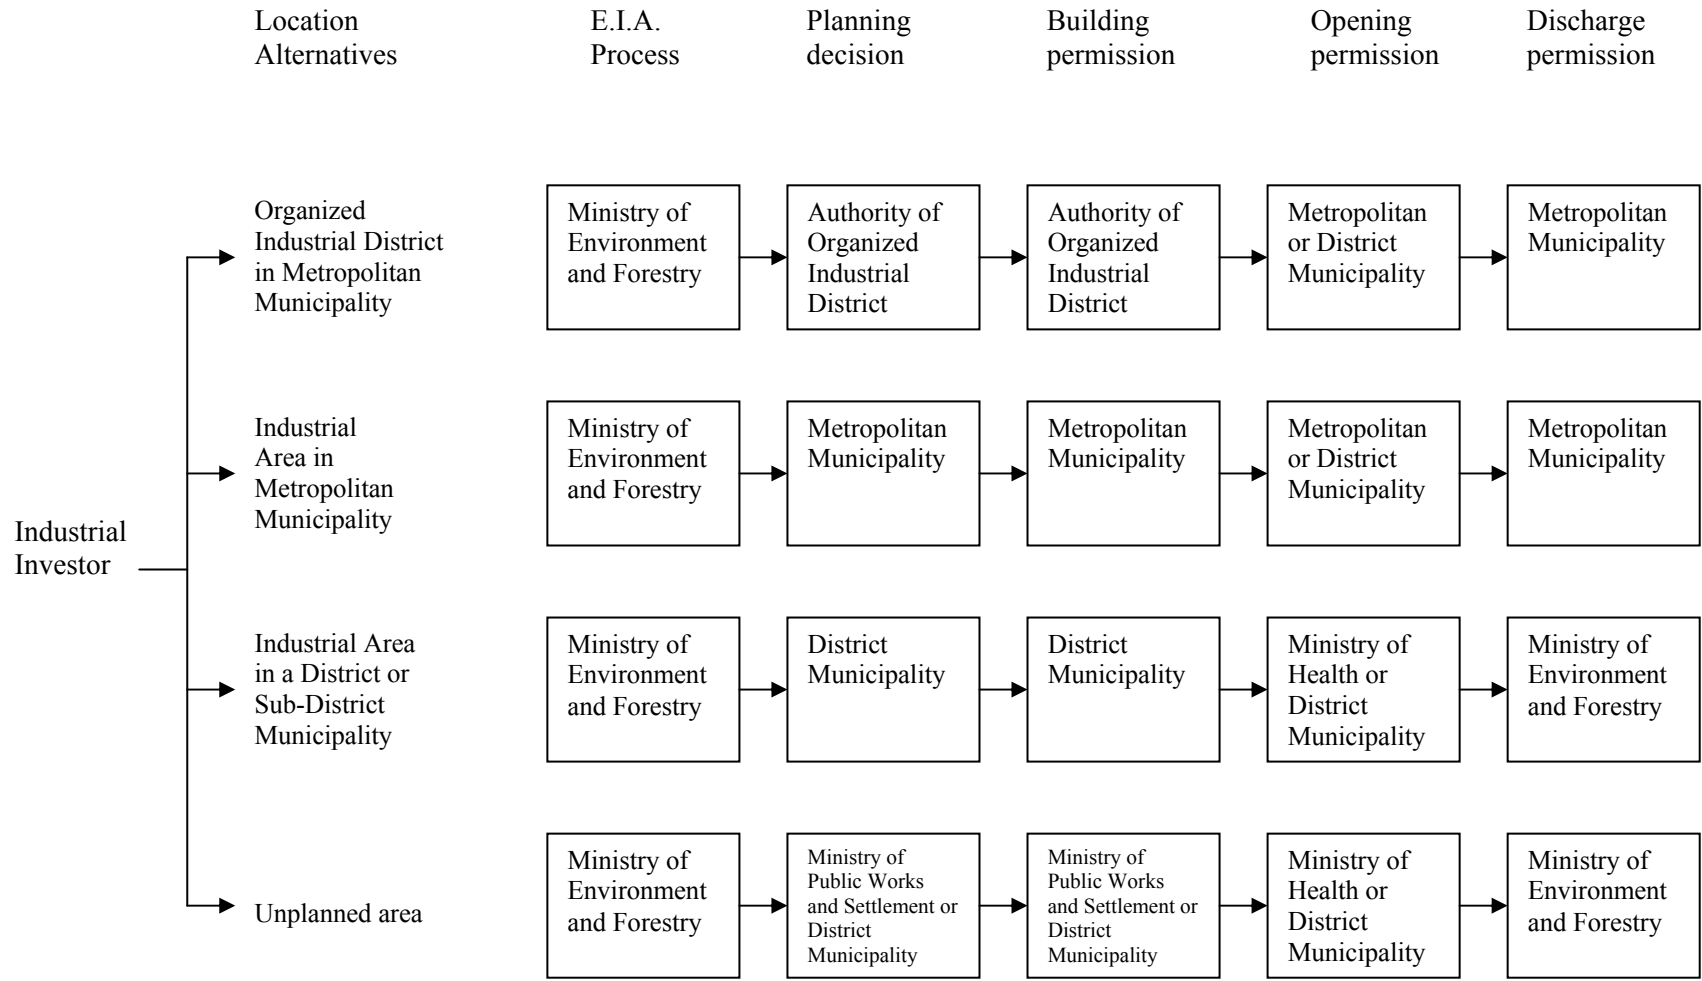 Location
Alternatives
E.I.A.
Process
Planning
decision
Building
permission
Opening
permission
Discharge
permission
Industrial
Investor
Organized
Industrial District
in Metropolitan
Municipality
Ministry of
Environment
and Forestry
Authority of
Organized
Industrial
District
Authority of
Organized
Industrial
District
Metropolitan
or District
Municipality
Metropolitan
Municipality
Industrial
Area in
Metropolitan
Municipality
Ministry of
Environment
and Forestry
Metropolitan
Municipality
Metropolitan
Municipality
Metropolitan
or District
Municipality
Metropolitan
Municipality
Industrial Area
in a District or
Sub-District
Municipality
Ministry of
Environment
and Forestry
District
Municipality
District
Municipality
Ministry of
Health or
District
Municipality
Ministry of
Environment
and Forestry
Unplanned area
Ministry of
Environment
and Forestry
Ministry of
Public Works
and Settlement or
District
Municipality
Ministry of
Public Works
and Settlement or
District
Municipality
Ministry of
Health or
District
Municipality
Ministry of
Environment
and Forestry